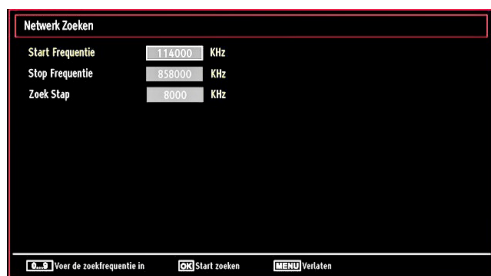 Netwerk Zoeken
Start Frequentie 114000 KHz
Stop Frequentie 858000 KHz
Zoek Stap 8000 KHz
0...9 Voer de zoekfrequentie in OK Start zoeken MENU Verlaten